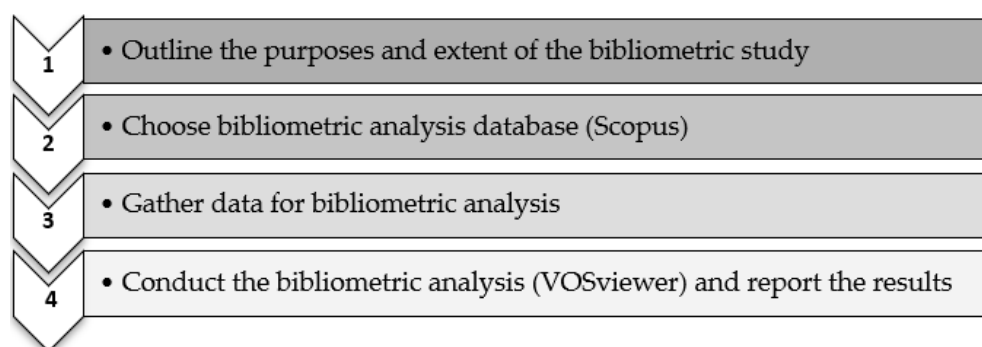 1 • Outline the purposes and extent of the bibliometric study
2 • Choose bibliometric analysis database (Scopus)
3 • Gather data for bibliometric analysis
4 • Conduct the bibliometric analysis (VOSviewer) and report the results